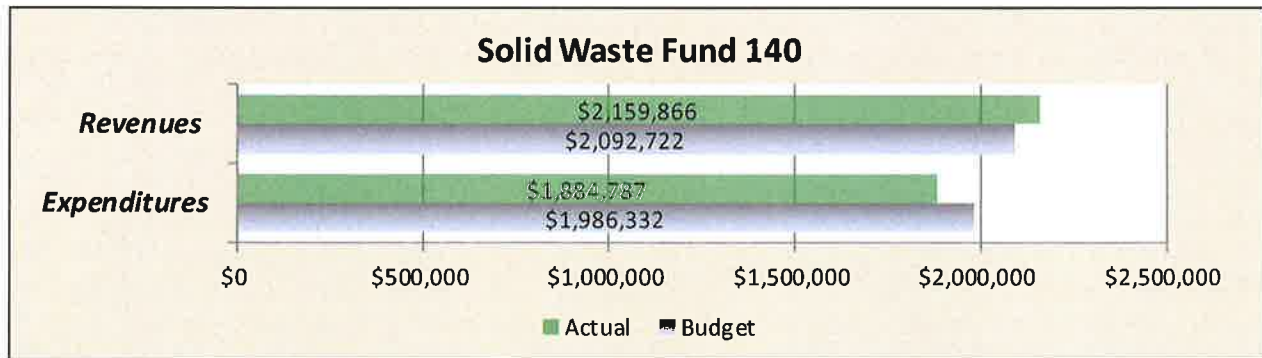 Solid Waste Fund 140
Revenues
$2,159,866
$2,092,722
Expenditures
$1,884,787
$1,986,332
$0 $500,000 $1,000,000 $1,500,000 $2,000,000 $2,500,000
Actual Budget